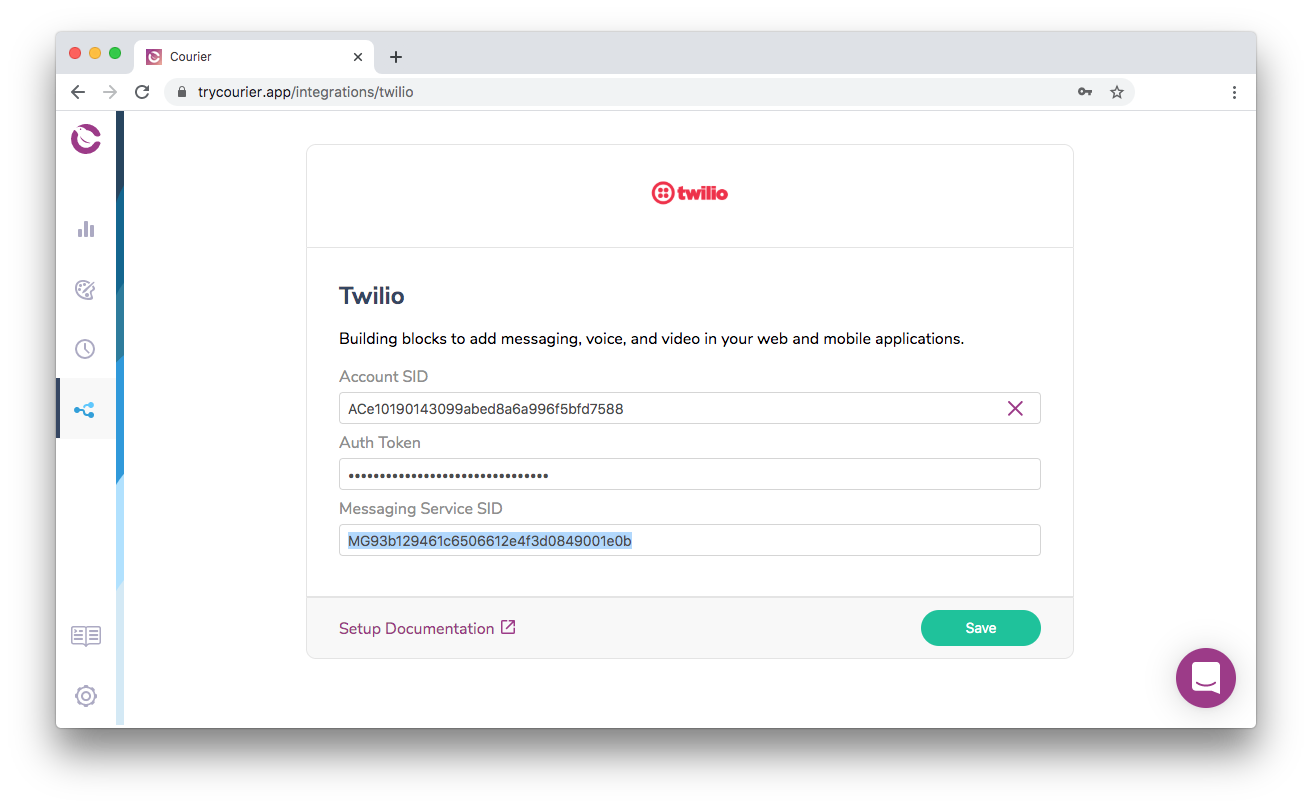 Courier
trycourier.app/integrations/twilio
twilio
Twilio
Building blocks to add messaging, voice, and video in your web and mobile applications.
Account SID
ACe10190143099abed8a6a996f5bfd7588
Auth Token
••••••••••••••••••••••••••••••••
Messaging Service SID
MG93b129461c6506612e4f3d0849001e0b
Setup Documentation
Save